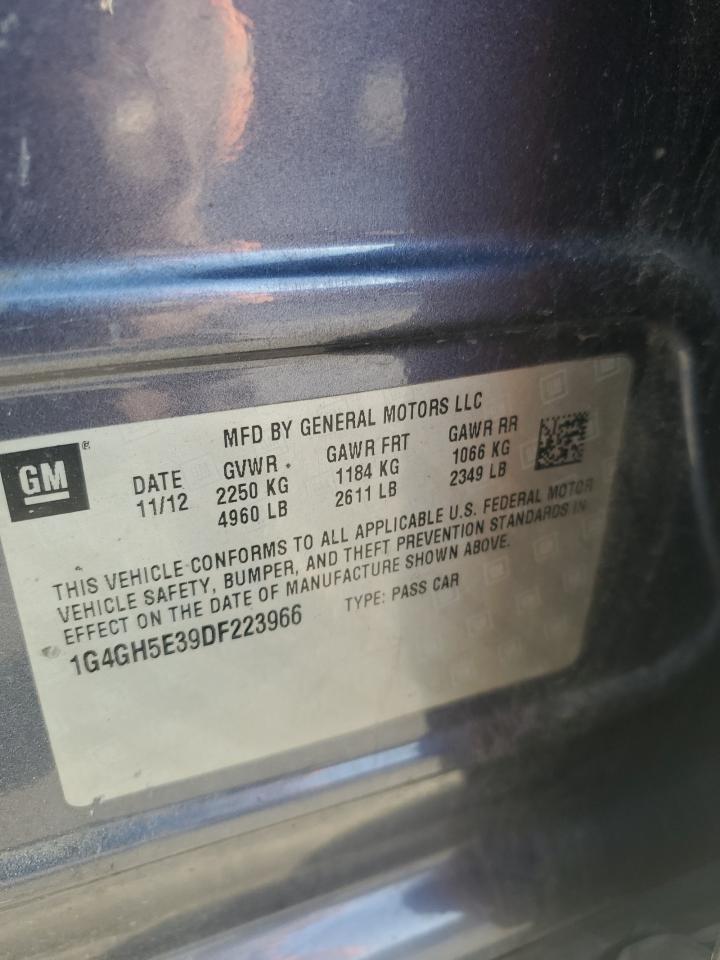 GM®
MFD BY GENERAL MOTORS LLC
DATE GVWR GAWR FRT GAWR RR
11/12 2250 KG 1184 KG 1066 KG
4960 LB 2611 LB 2349 LB
THIS VEHICLE CONFORMS TO ALL APPLICABLE U.S. FEDERAL MOTOR
VEHICLE SAFETY, BUMPER, AND THEFT PREVENTION STANDARDS IN
EFFECT ON THE DATE OF MANUFACTURE SHOWN ABOVE.
1G4GH5E39DF223966 TYPE: PASS CAR